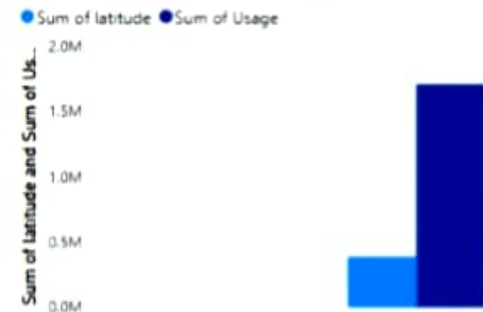 Sum of latitude Sum of Usage
Sum of latitude and Sum of Us...
2.0M
1.5M
1.0M
0.5M
0.0M